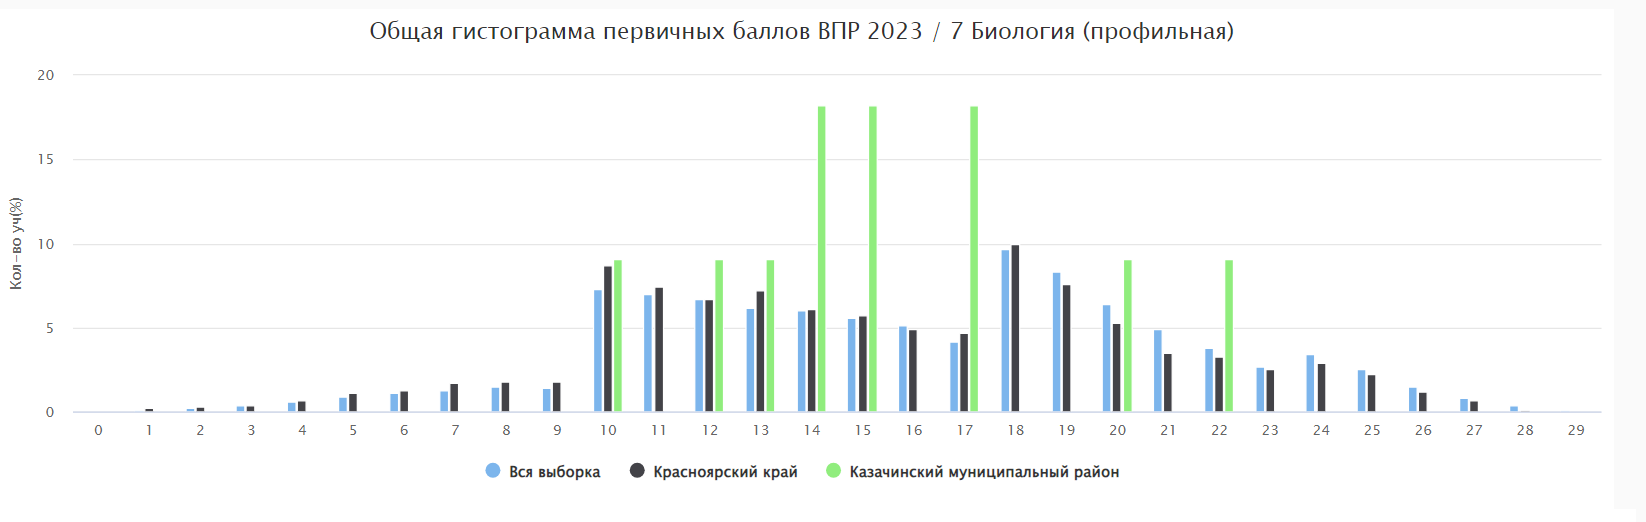 Общая гистограмма первичных баллов ВПР 2023 / 7 Биология (профильная)
20
15
10
5
0
Кол-во уч(%)
0 1 2 3 4 5 6 7 8 9 10 11 12 13 14 15 16 17 18 19 20 21 22 23 24 25 26 27 28 29
Вся выборка Красноярский край Казачинский муниципальный район